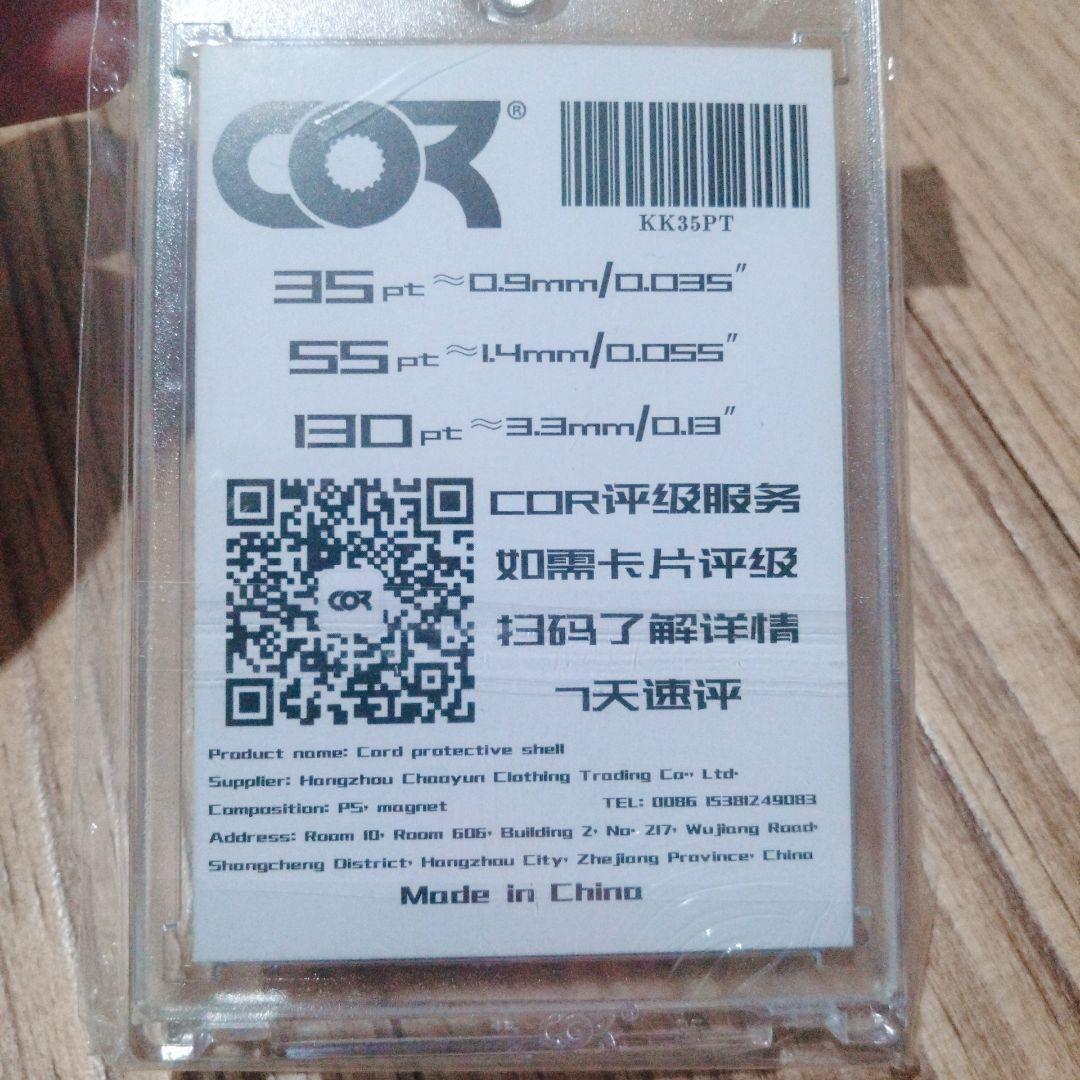 COR®
KK35PT
35pt ≈0.9mm/0.035"
55pt ≈1.4mm/0.055"
130pt ≈3.3mm/0.13"
COR评级服务
如需卡片评级
扫码了解详情
7天速评
COR
Product name: Card protective shell
Supplier: Hangzhou Chaoyun Clothing Trading Co., Ltd.
Composition: PS, magnet TEL: 0086 15381249083
Address: Room 10, Room 606, Building 2, No. 217, Wujiang Road,
Shangcheng District, Hangzhou City, Zhejiang Province, China
Made in China
COR